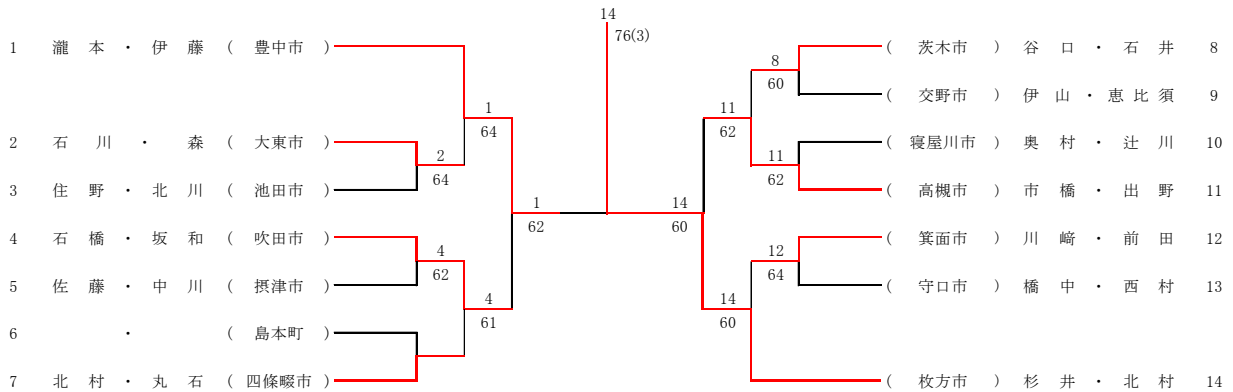 14
76(3)
1 瀧本・伊藤 ( 豊中市 )
2 石川・森 ( 大東市 )
3 住野・北川 ( 池田市 )
4 石橋・坂和 ( 吹田市 )
5 佐藤・中川 ( 摂津市 )
6 ・ ( 島本町 )
7 北村・丸石 ( 四條畷市 )
2
64
4
62
1
64
4
61
1
62
14
60
11
62
14
60
8
60
11
62
12
64
( 茨木市 ) 谷口・石井 8
( 交野市 ) 伊山・恵比須 9
( 寝屋川市 ) 奥村・辻川 10
( 高槻市 ) 市橋・出野 11
( 箕面市 ) 川﨑・前田 12
( 守口市 ) 橋中・西村 13
( 枚方市 ) 杉井・北村 14